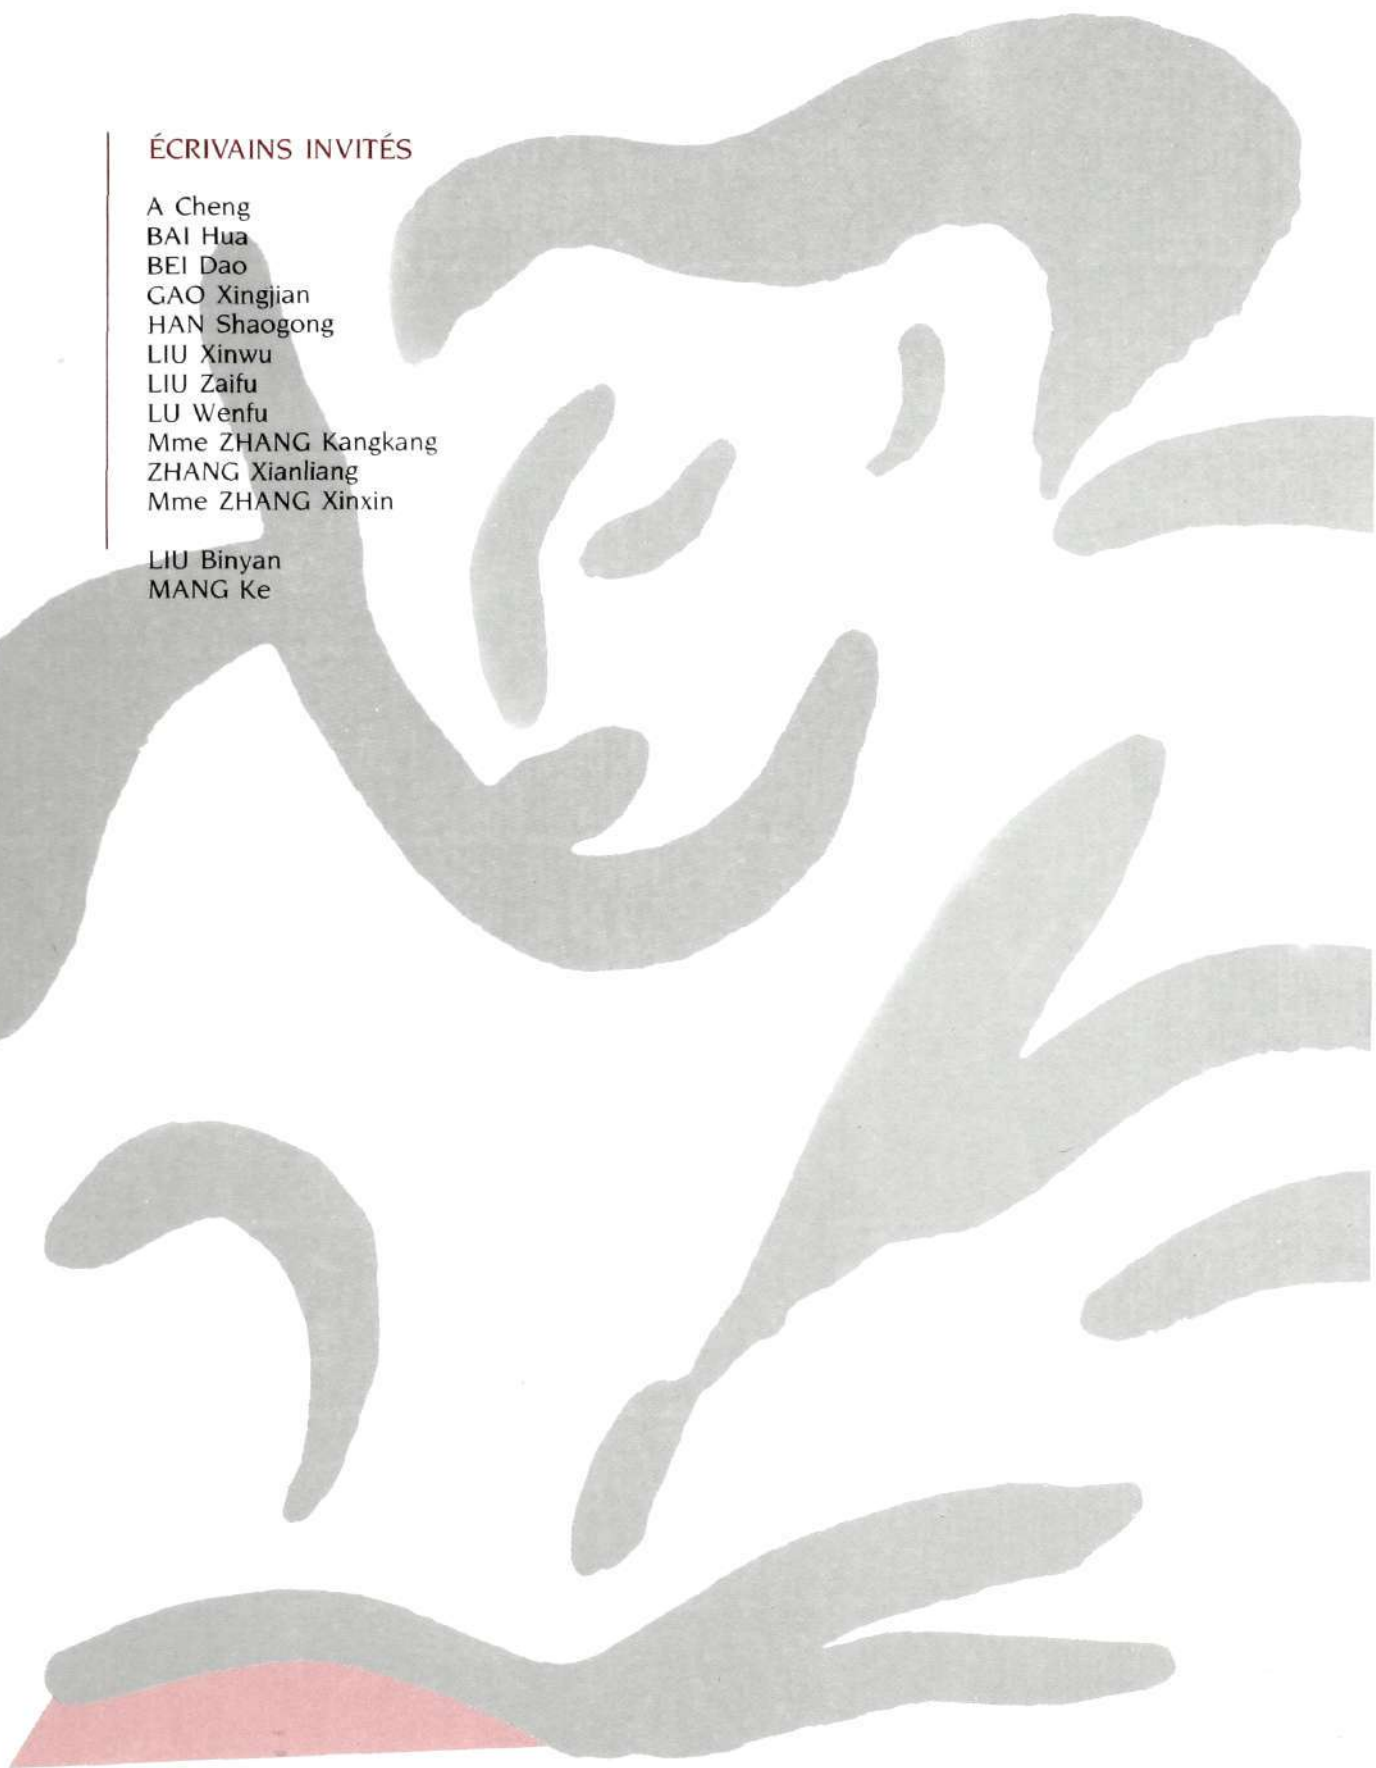 ÉCRIVAINS INVITÉS
A Cheng
BAI Hua
BEI Dao
GAO Xingjian
HAN Shaogong
LIU Xinwu
LIU Zaifu
LU Wenfu
Mme ZHANG Kangkang
ZHANG Xianliang
Mme ZHANG Xinxin
LIU Binyan
MANG Ke